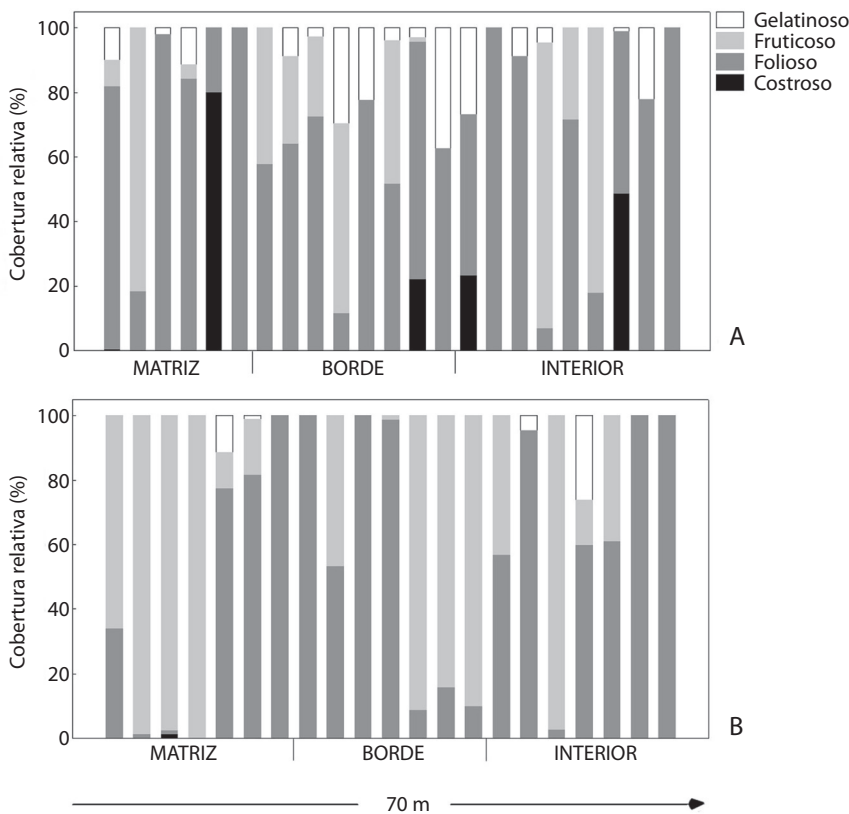 Gelatinoso
Fruticoso
Folioso
Costroso
Cobertura relativa (%)
100
80
60
40
20
0
MATRIZ BORDE INTERIOR
A
Cobertura relativa (%)
100
80
60
40
20
0
MATRIZ BORDE INTERIOR
B
70 m